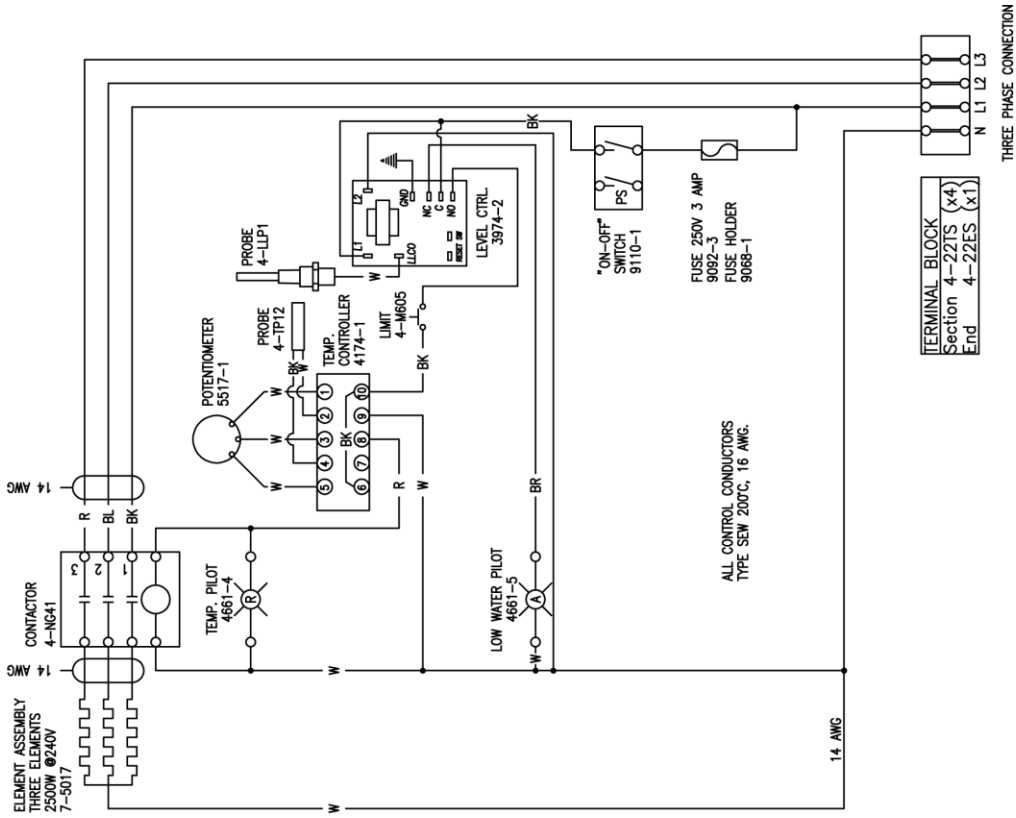 ELEMENT ASSEMBLY
THREE ELEMENTS
2500W @240V
7-5017
14 AWG
CONTACTOR
4-NG41
3
2
1
14 AWG
R
BL
BK
TEMP. PILOT
4661-4
R
POTENTIOMETER
5517-1
W
W
W
PROBE
4-TP12
BK
W
TEMP.
CONTROLLER
4174-1
5
4
3
2
1
6
7
8
9
10
BK
R
W
BK
LIMIT
4-M605
PROBE
4-LLP1
W
L1
L2
LLCO
GND
NC
C
NO
RESET SW
LEVEL CTRL.
3974-2
BK
"ON-OFF"
SWITCH
9110-1
PS
FUSE 250V 3 AMP
9092-3
FUSE HOLDER
9068-1
LOW WATER PILOT
4661-5
A
W
BR
W
W
14 AWG
ALL CONTROL CONDUCTORS
TYPE SEW 200°C, 16 AWG.
TERMINAL BLOCK
Section 4-22TS (x4)
End 4-22ES (x1)
N
L1
L2
L3
THREE PHASE CONNECTION